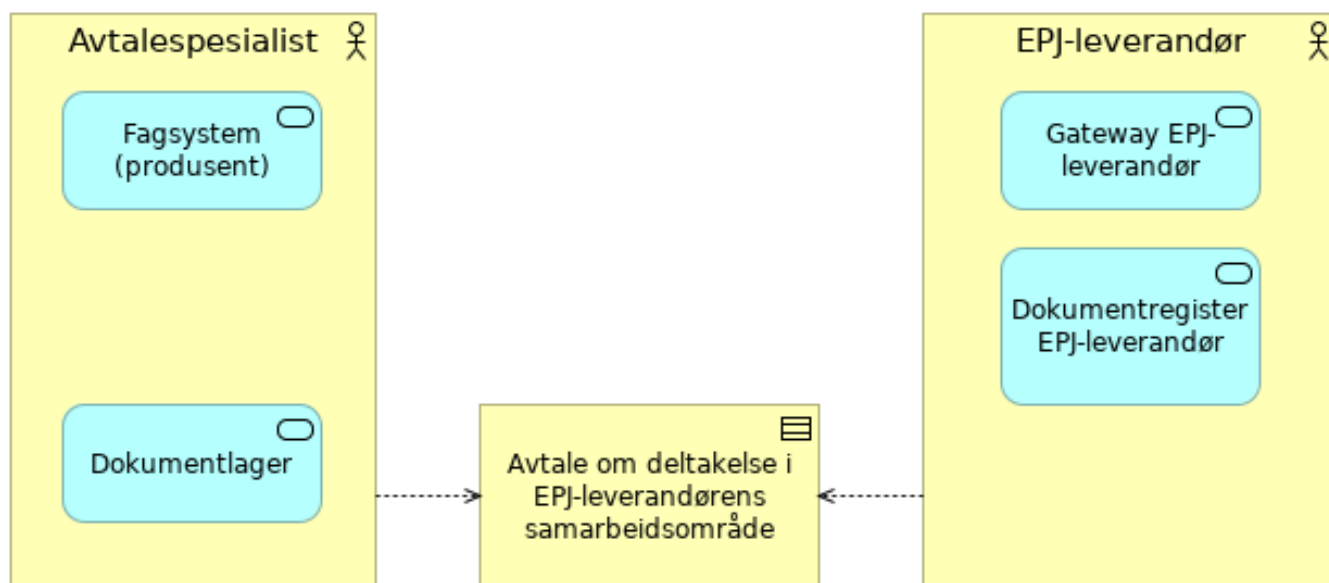 Avtalespesialist
Fagsystem
(produsent)
Dokumentlager
Avtale om deltakelse i
EPJ-leverandørens
samarbeidsområde
EPJ-leverandør
Gateway EPJ-
leverandør
Dokumentregister
EPJ-leverandør